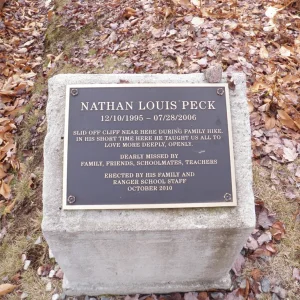 NATHAN LOUIS PECK
12/10/1995 – 07/28/2006
SLID OFF CLIFF NEAR HERE DURING FAMILY HIKE.
IN HIS SHORT TIME HERE HE TAUGHT US ALL TO
LOVE MORE DEEPLY, OPENLY.
DEARLY MISSED BY
FAMILY, FRIENDS, SCHOOLMATES, TEACHERS
ERECTED BY HIS FAMILY AND
RANGER SCHOOL STAFF
OCTOBER 2010